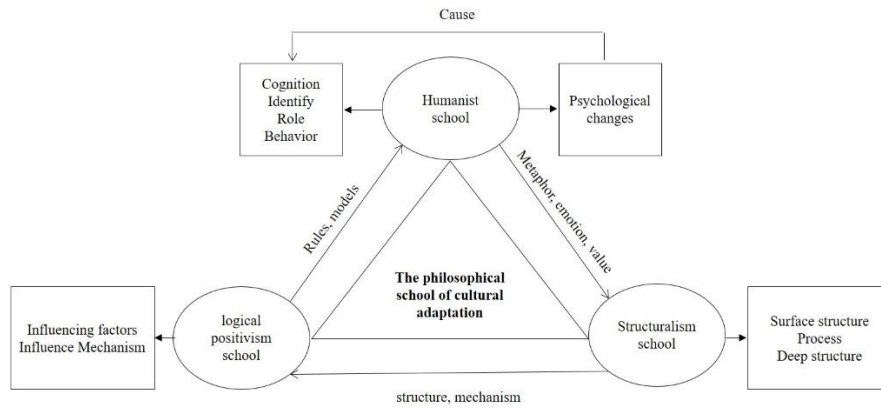 Cause
Cognition
Identify
Role
Behavior
Humanist
school
Psychological
changes
Rules, models
Metaphor, emotion, value
The philosophical
school of cultural
adaptation
Influencing factors
Influence Mechanism
logical
positivism
school
Structuralism
school
Surface structure
Process
Deep structure
structure, mechanism